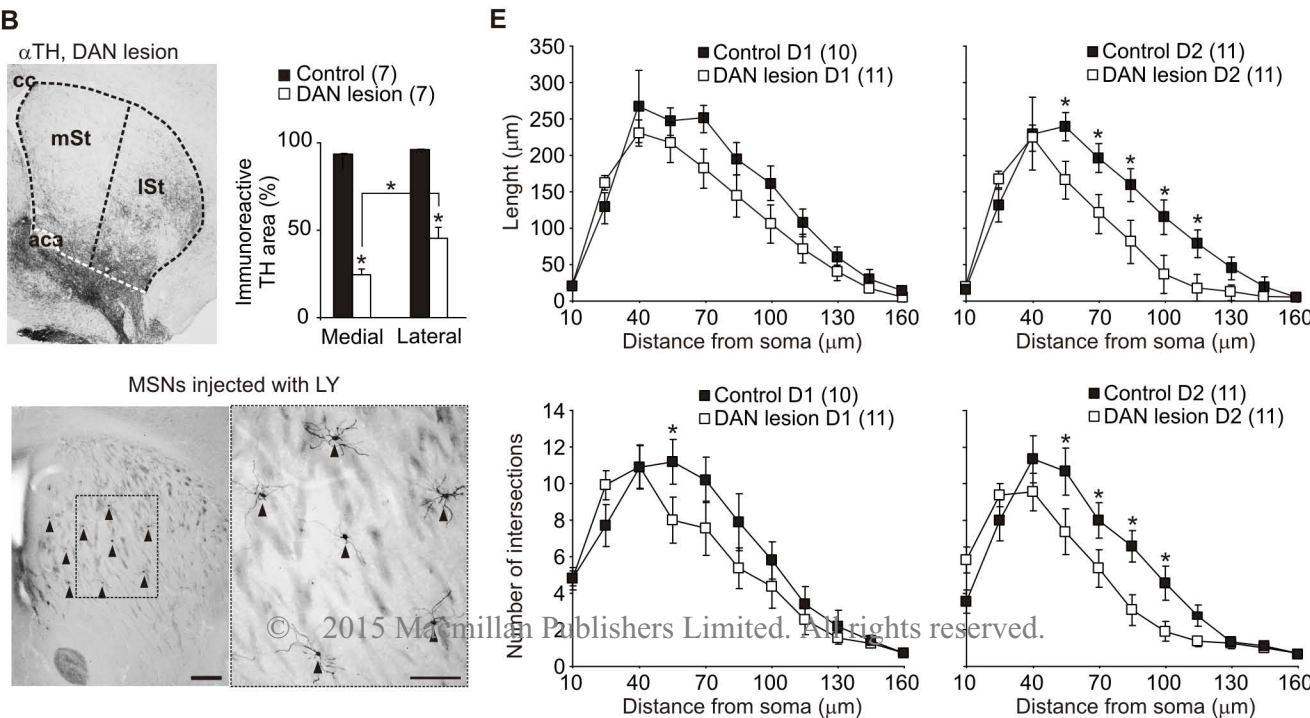 B
αTH, DAN lesion
cc
mSt
lSt
aca
Control (7)
DAN lesion (7)
Immunoreactive
TH area (%)
100
50
0
Medial Lateral
*
*
*
MSNs injected with LY
E
Control D1 (10)
DAN lesion D1 (11)
Lenght (μm)
350
300
250
200
150
100
50
0
10 40 70 100 130 160
Distance from soma (μm)
Control D2 (11)
DAN lesion D2 (11)
* * * * *
10 40 70 100 130 160
Distance from soma (μm)
Control D1 (10)
DAN lesion D1 (11)
*
Number of intersections
14
12
10
8
6
4
2
0
10 40 70 100 130 160
Distance from soma (μm)
Control D2 (11)
DAN lesion D2 (11)
* * * *
10 40 70 100 130 160
Distance from soma (μm)
© 2015 Macmillan Publishers Limited. All rights reserved.